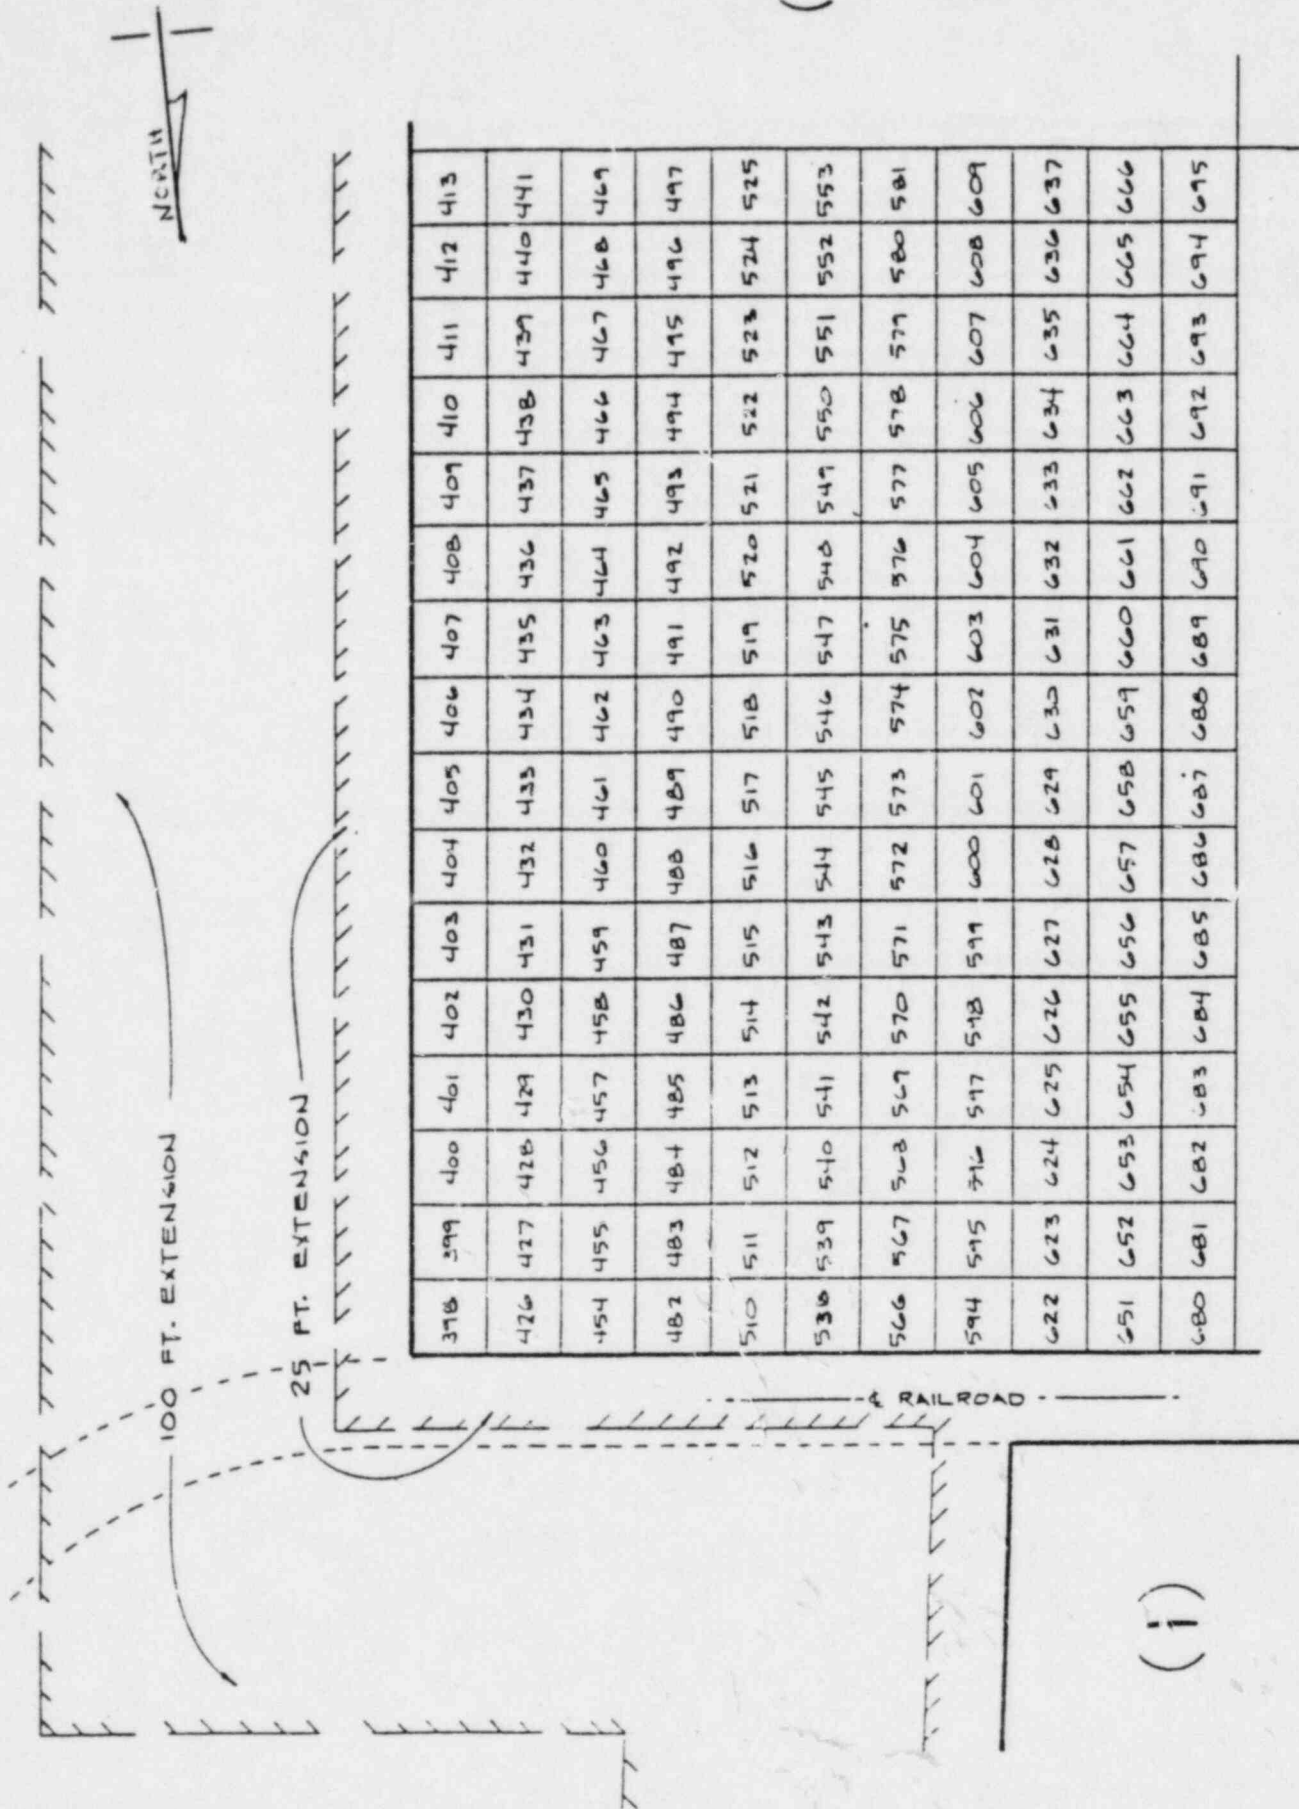 NORTH
100 FT. EXTENSION
25 FT. EXTENSION
398 399 400 401 402 403 404 405 406 407 408 409 410 411 412 413
426 427 428 429 430 431 432 433 434 435 436 437 438 439 440 441
454 455 456 457 458 459 460 461 462 463 464 465 466 467 468 469
482 483 484 485 486 487 488 489 490 491 492 493 494 495 496 497
510 511 512 513 514 515 516 517 518 519 520 521 522 523 524 525
538 539 540 541 542 543 544 545 546 547 548 549 550 551 552 553
566 567 568 569 570 571 572 573 574 575 576 577 578 579 580 581
594 595 596 597 598 599 600 601 602 603 604 605 606 607 608 609
℄ RAILROAD
622 623 624 625 626 627 628 629 630 631 632 633 634 635 636 637
651 652 653 654 655 656 657 658 659 660 661 662 663 664 665 666
680 681 682 683 684 685 686 687 688 689 690 691 692 693 694 695
(i)